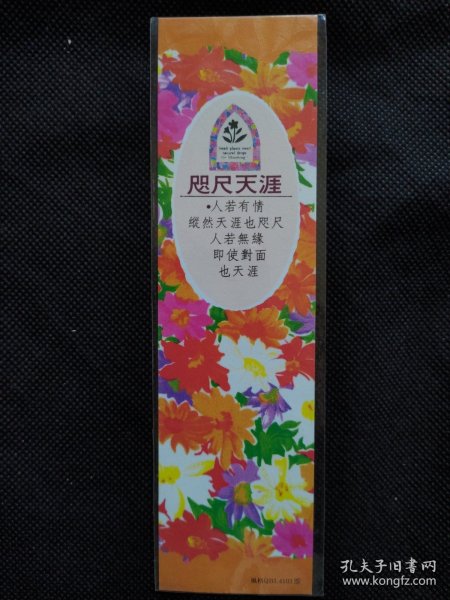 咫尺天涯
•人若有情
縱然天涯也咫尺
人若無緣
即使對面
也天涯
孔夫子旧书网
www.kongfz.com